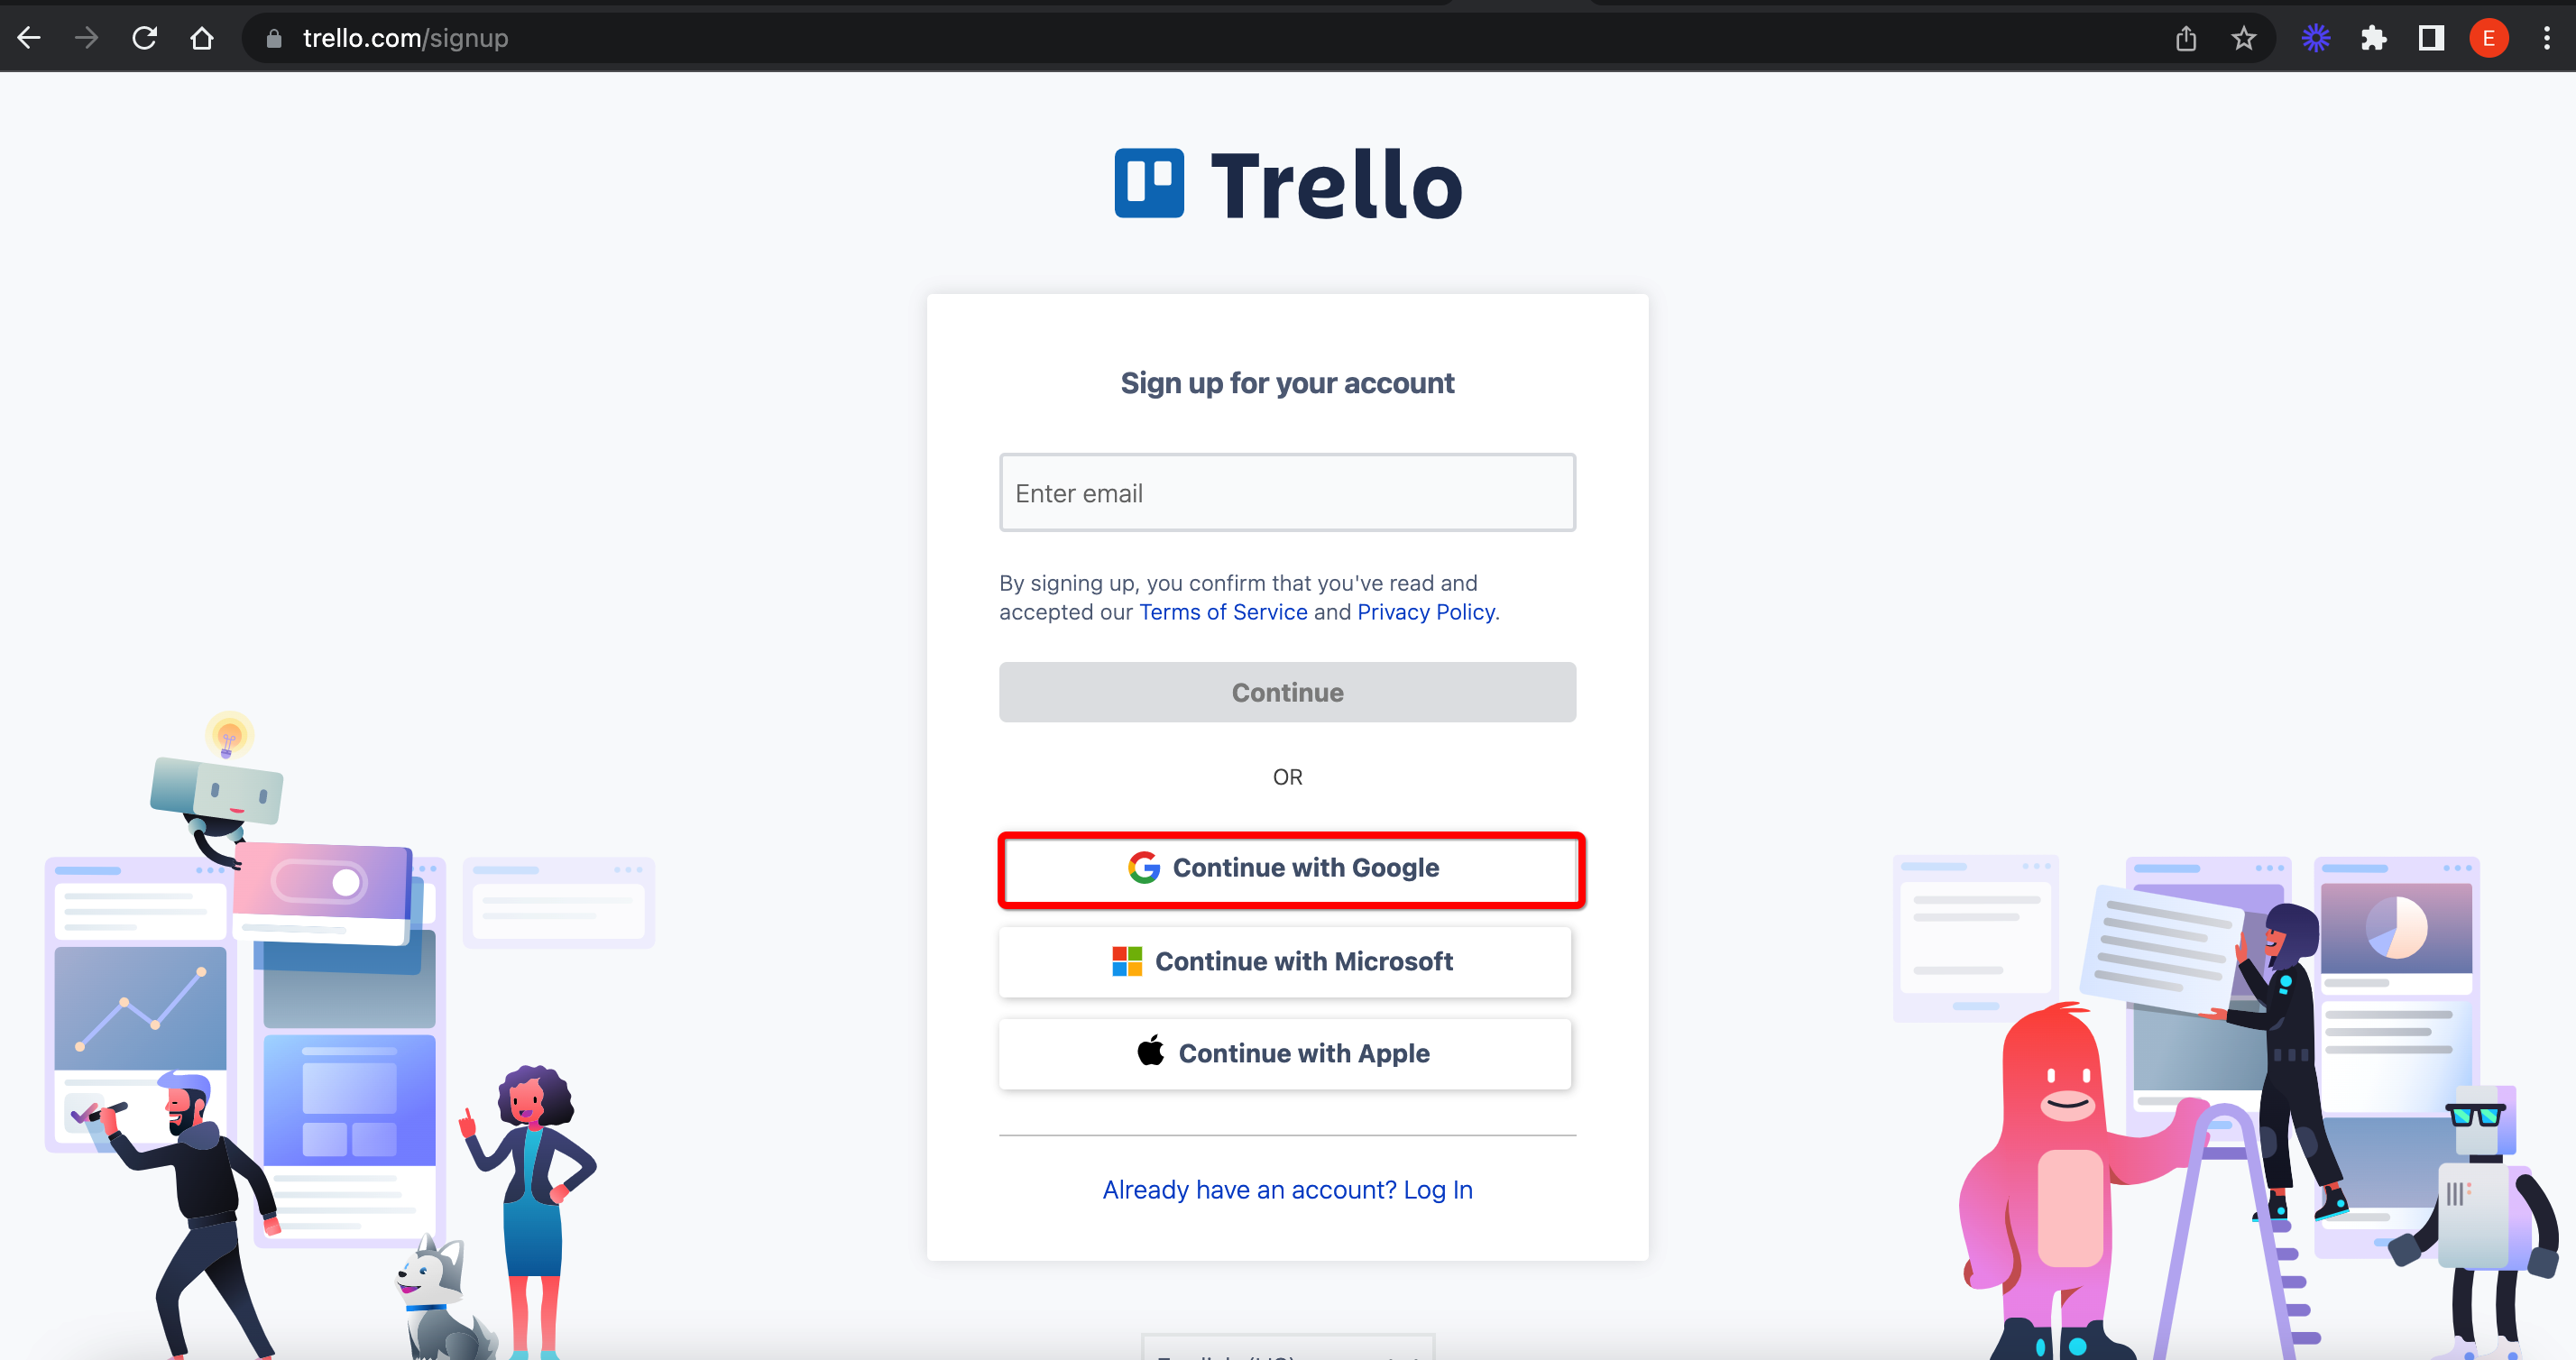 trello.com/signup
E
Trello
Sign up for your account
Enter email
By signing up, you confirm that you've read and
accepted our Terms of Service and Privacy Policy.
Continue
OR
Continue with Google
Continue with Microsoft
Continue with Apple
Already have an account? Log In